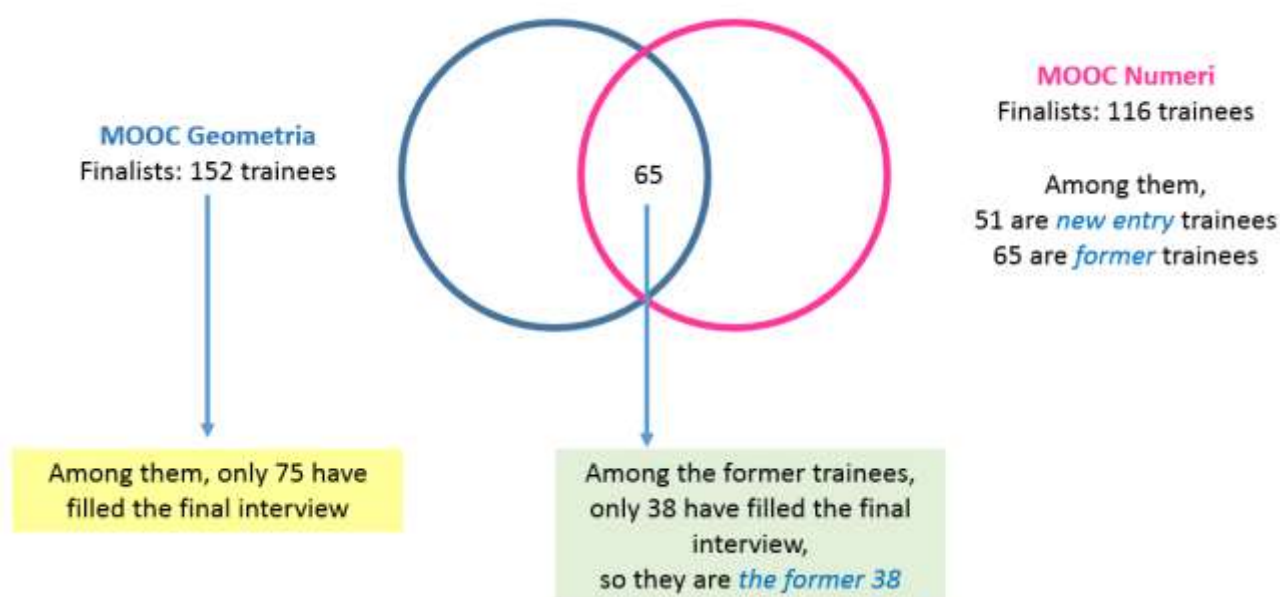 MOOC Geometria
Finalists: 152 trainees
65
MOOC Numeri
Finalists: 116 trainees
Among them,
51 are new entry trainees
65 are former trainees
Among them, only 75 have
filled the final interview
Among the former trainees,
only 38 have filled the final
interview,
so they are the former 38